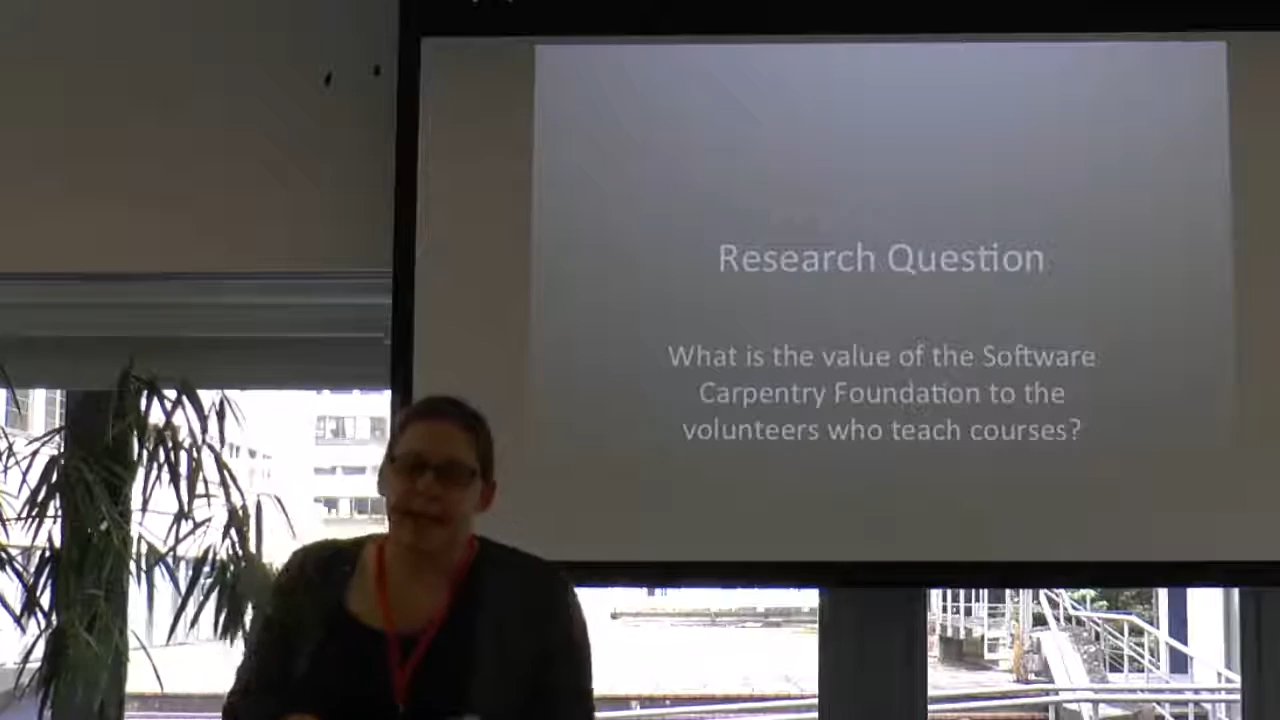 Research Question
What is the value of the Software
Carpentry Foundation to the
volunteers who teach courses?